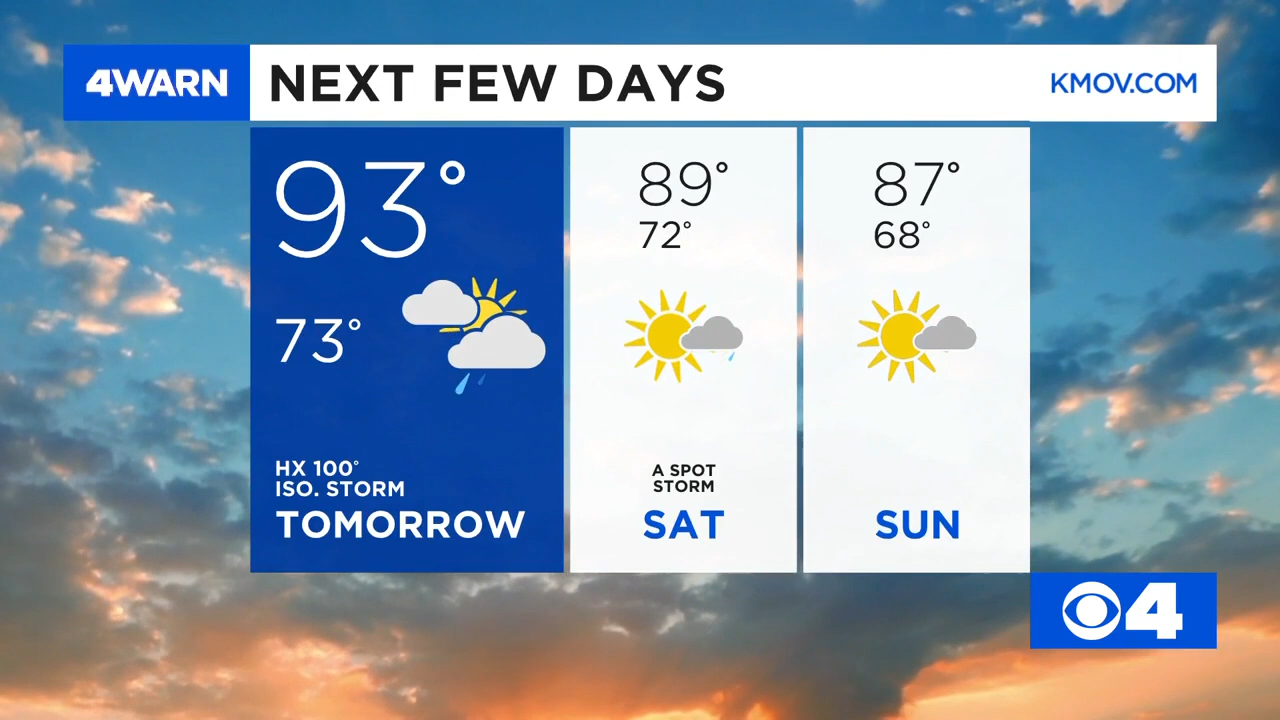 4WARN
NEXT FEW DAYS
KMOV.COM
93°
73°
HX 100°
ISO. STORM
TOMORROW
89°
72°
A SPOT
STORM
SAT
87°
68°
SUN
4